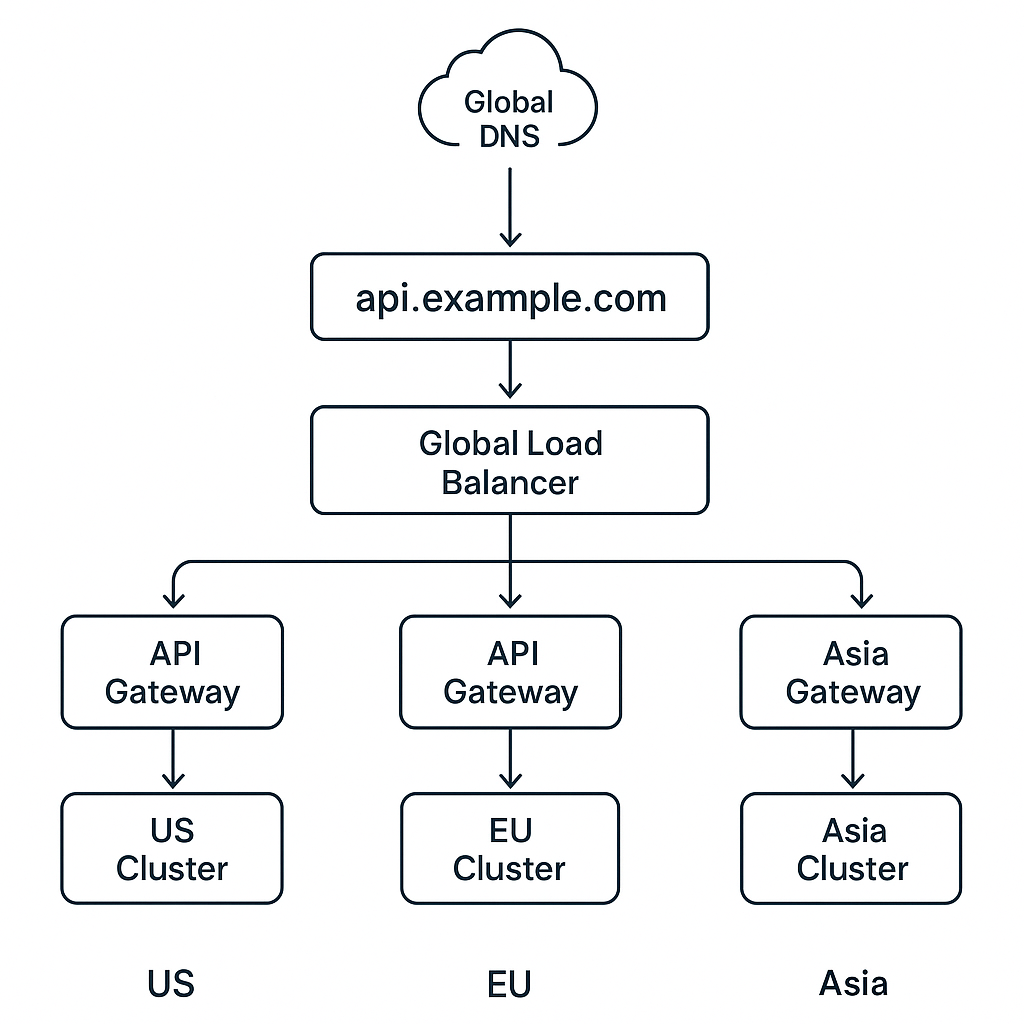 Global
DNS
api.example.com
Global Load
Balancer
API
Gateway
API
Gateway
Asia
Gateway
US
Cluster
EU
Cluster
Asia
Cluster
US
EU
Asia